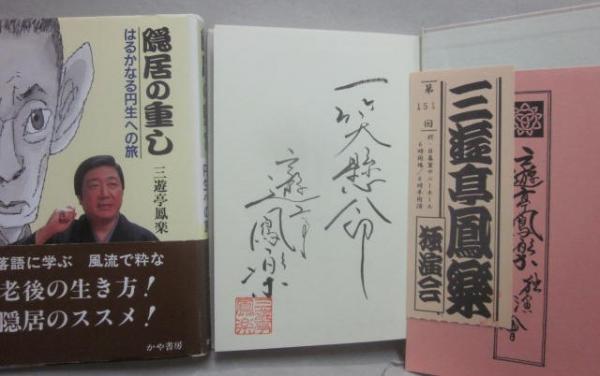 隠居の重し
はるかなる円生への旅
三遊亭鳳楽
落語に学ぶ 風流で粋な
老後の生き方!
隠居のススメ!
かや書房
一笑懸命
三遊亭
鳳楽
第
151
回
三遊亭鳳樂
独演会
三遊亭鳳樂
独演会